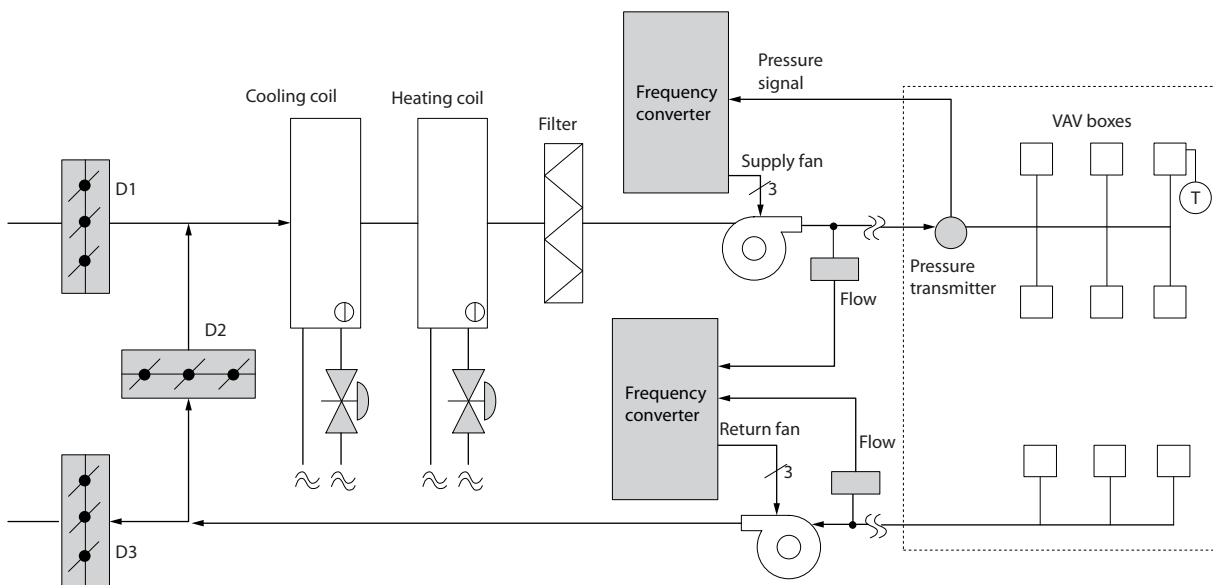 Cooling coil
Heating coil
Filter
Frequency
converter
Pressure
signal
VAV boxes
Supply fan
3
D1
T
Pressure
transmitter
Flow
D2
Frequency
converter
Return fan
3
Flow
D3